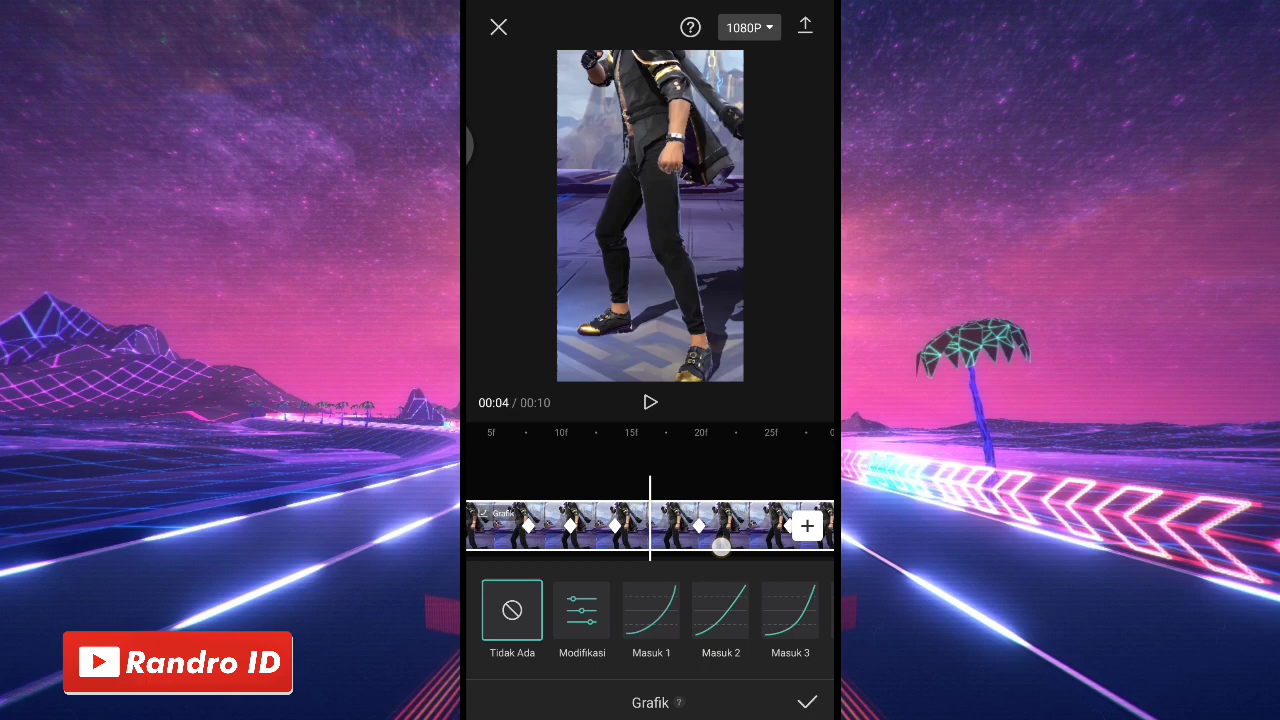 1080P
00:04 / 00:10
5f 10f 15f 20f 25f
Grafik
Tidak Ada Modifikasi Masuk 1 Masuk 2 Masuk 3
Randro ID
Grafik ?